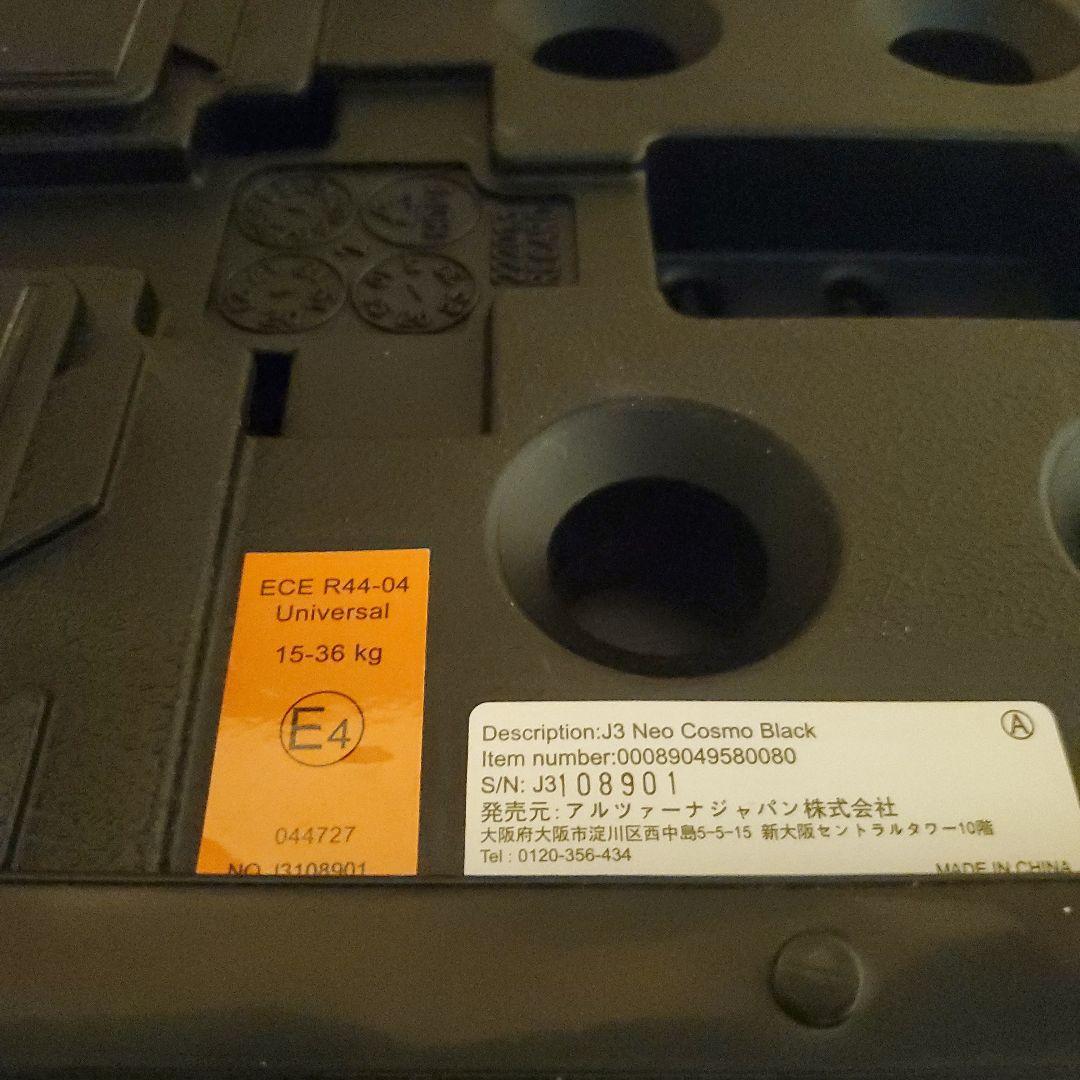 ECE R44-04
Universal
15-36 kg
E4
044727
NO J3108901
Description:J3 Neo Cosmo Black
A
Item number:00089049580080
S/N: J3108901
発売元:アルツァーナジャパン株式会社
大阪府大阪市淀川区西中島5-5-15 新大阪セントラルタワー10階
Tel : 0120-356-434
MADE IN CHINA